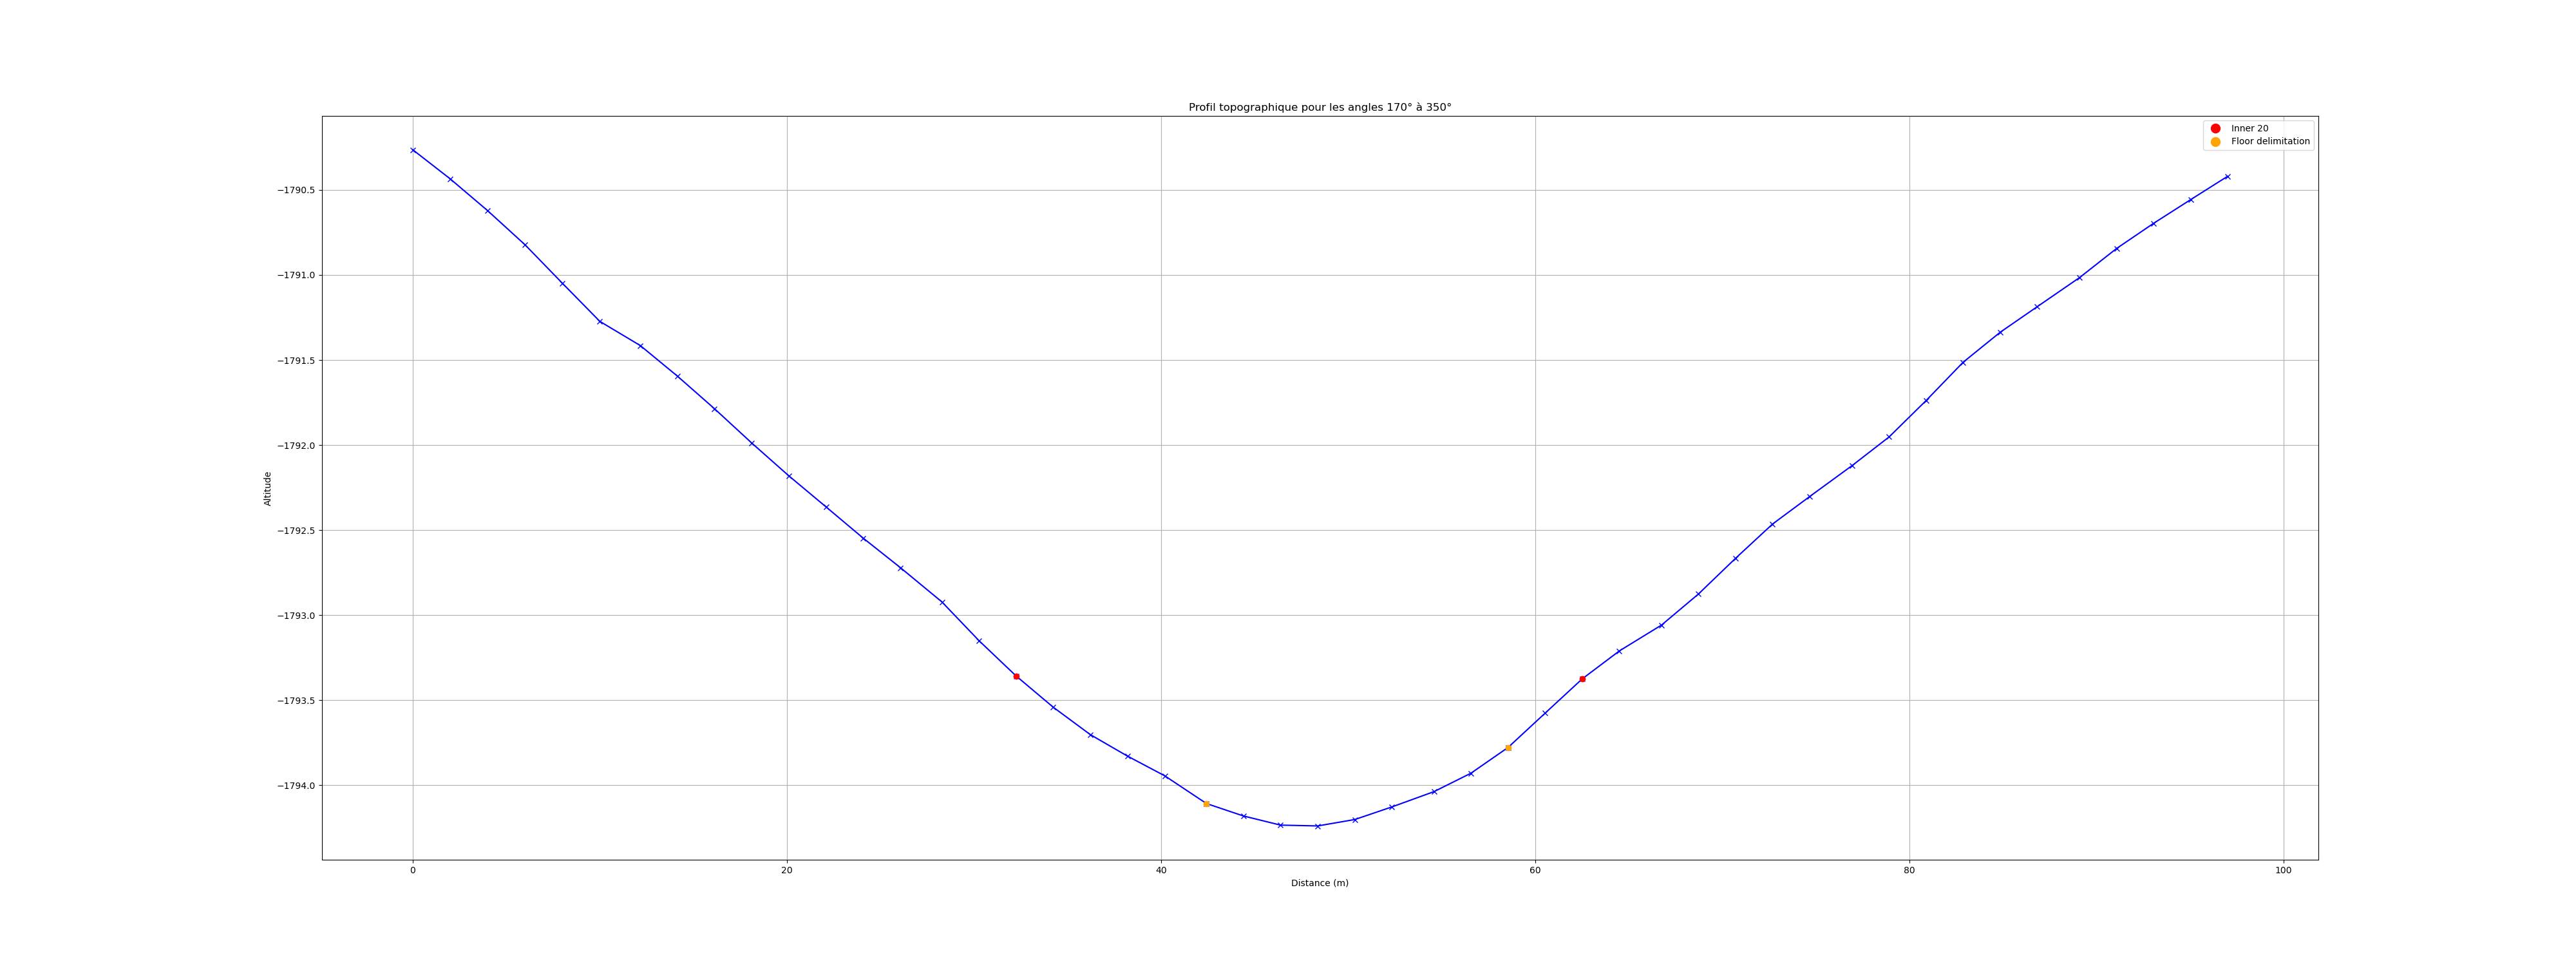 Profil topographique pour les angles 170° à 350°
Inner 20
Floor delimitation
−1790.5
−1791.0
−1791.5
−1792.0
−1792.5
−1793.0
−1793.5
−1794.0
Altitude
0 20 40 60 80 100
Distance (m)